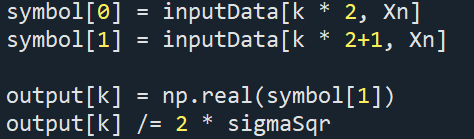 symbol[0] = inputData[k * 2, Xn]
symbol[1] = inputData[k * 2+1, Xn]
output[k] = np.real(symbol[1])
output[k] /= 2 * sigmaSqr